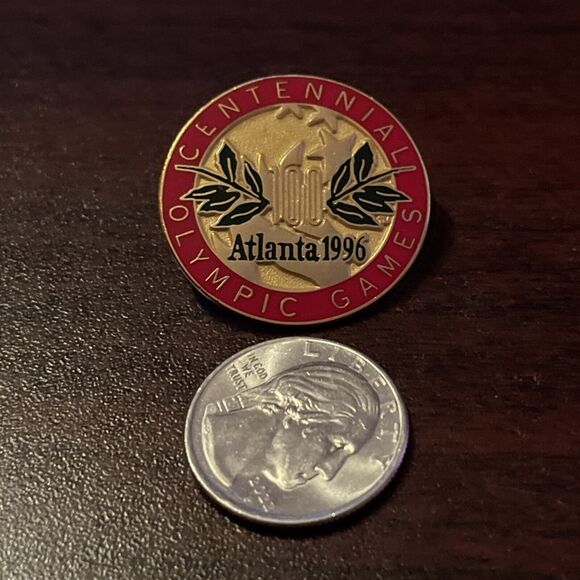 CENTENNIAL
100
Atlanta 1996
OLYMPIC GAMES
LIBERTY
IN GOD
WE
TRUST